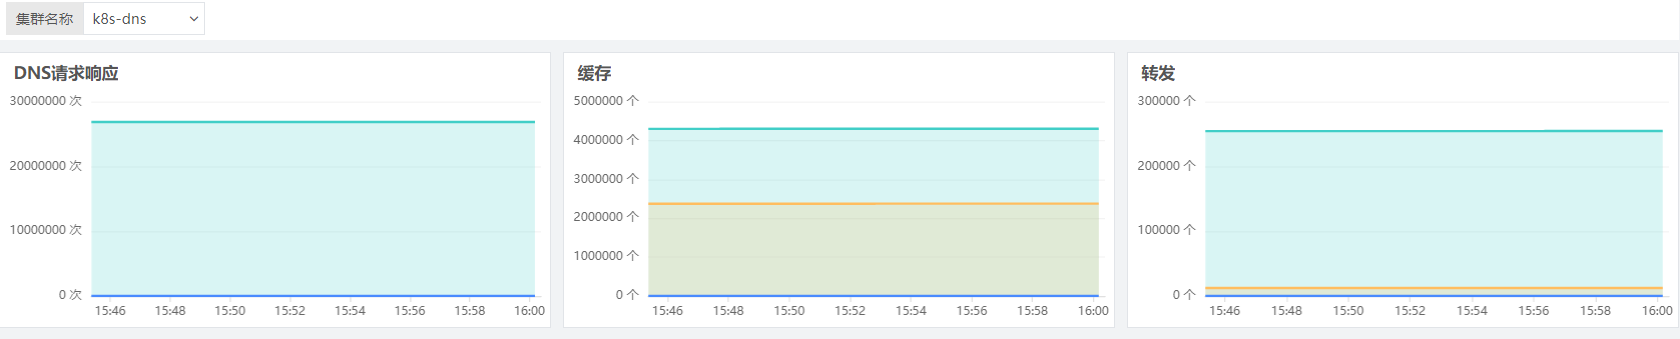 集群名称 k8s-dns
DNS请求响应
30000000 次
20000000 次
10000000 次
0 次
15:46 15:48 15:50 15:52 15:54 15:56 15:58 16:00
缓存
5000000 个
4000000 个
3000000 个
2000000 个
1000000 个
0 个
15:46 15:48 15:50 15:52 15:54 15:56 15:58 16:00
转发
300000 个
200000 个
100000 个
0 个
15:46 15:48 15:50 15:52 15:54 15:56 15:58 16:00